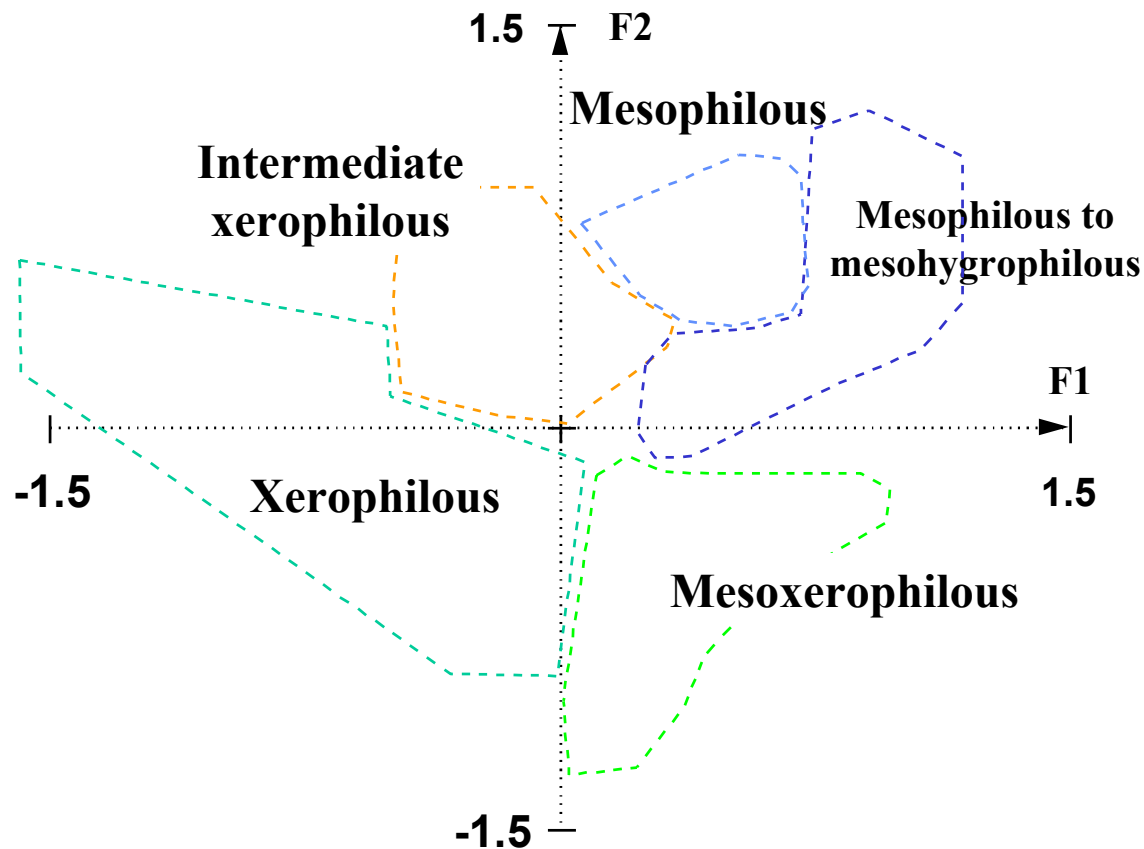 1.5 F2
Mesophilous
Intermediate
xerophilous
Mesophilous to
mesohygrophilous
F1
-1.5
1.5
Xerophilous
Mesoxerophilous
-1.5